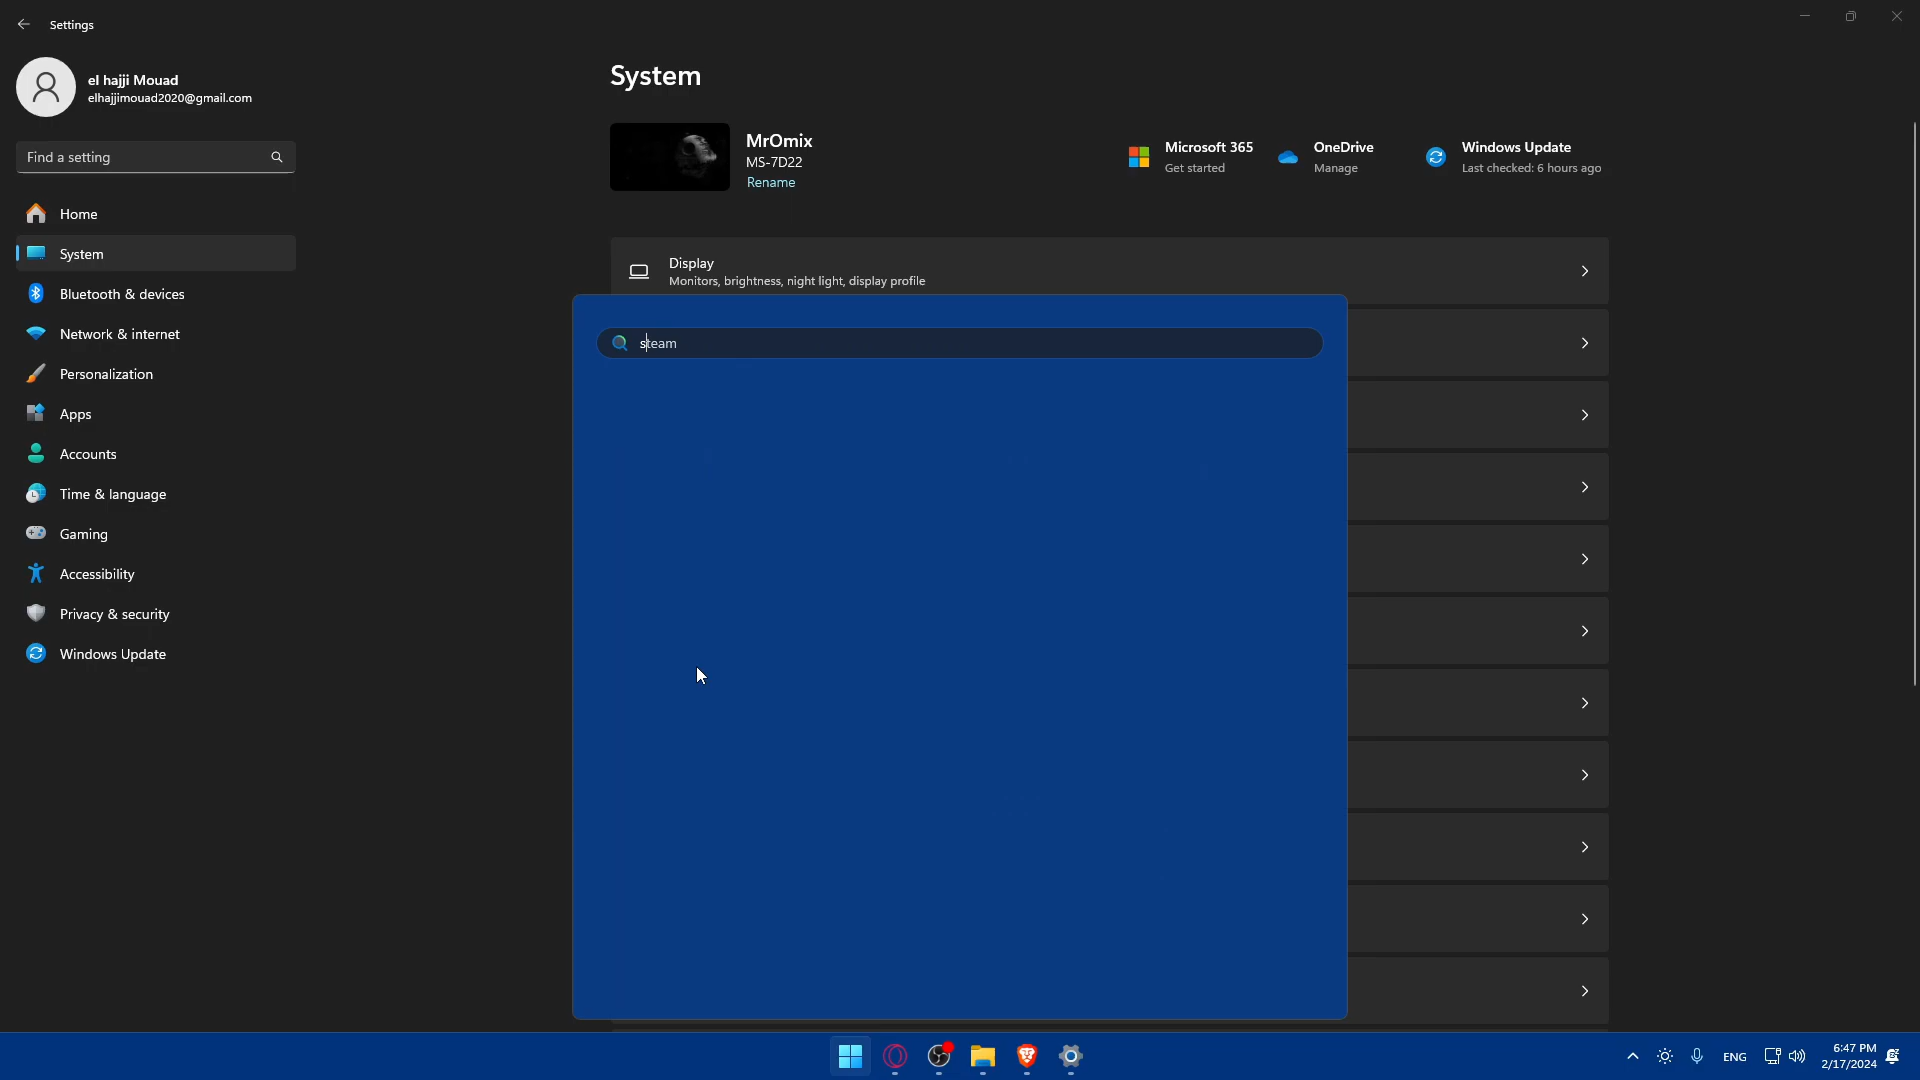 Settings
el hajji Mouad
elhajjimouad2020@gmail.com
Find a setting
Home
System
Bluetooth & devices
Network & internet
Personalization
Apps
Accounts
Time & language
Gaming
Accessibility
Privacy & security
Windows Update
System
MrOmix
MS-7D22
Rename
Microsoft 365
Get started
OneDrive
Manage
Windows Update
Last checked: 6 hours ago
Display
Monitors, brightness, night light, display profile
steam
ENG
6:47 PM
2/17/2024